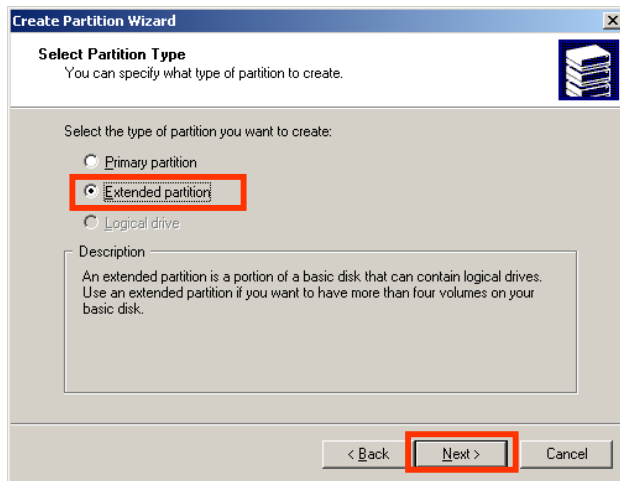 Create Partition Wizard
Select Partition Type
You can specify what type of partition to create.
Select the type of partition you want to create:
Primary partition
Extended partition
Logical drive
Description
An extended partition is a portion of a basic disk that can contain logical drives.
Use an extended partition if you want to have more than four volumes on your
basic disk.
< Back
Next >
Cancel